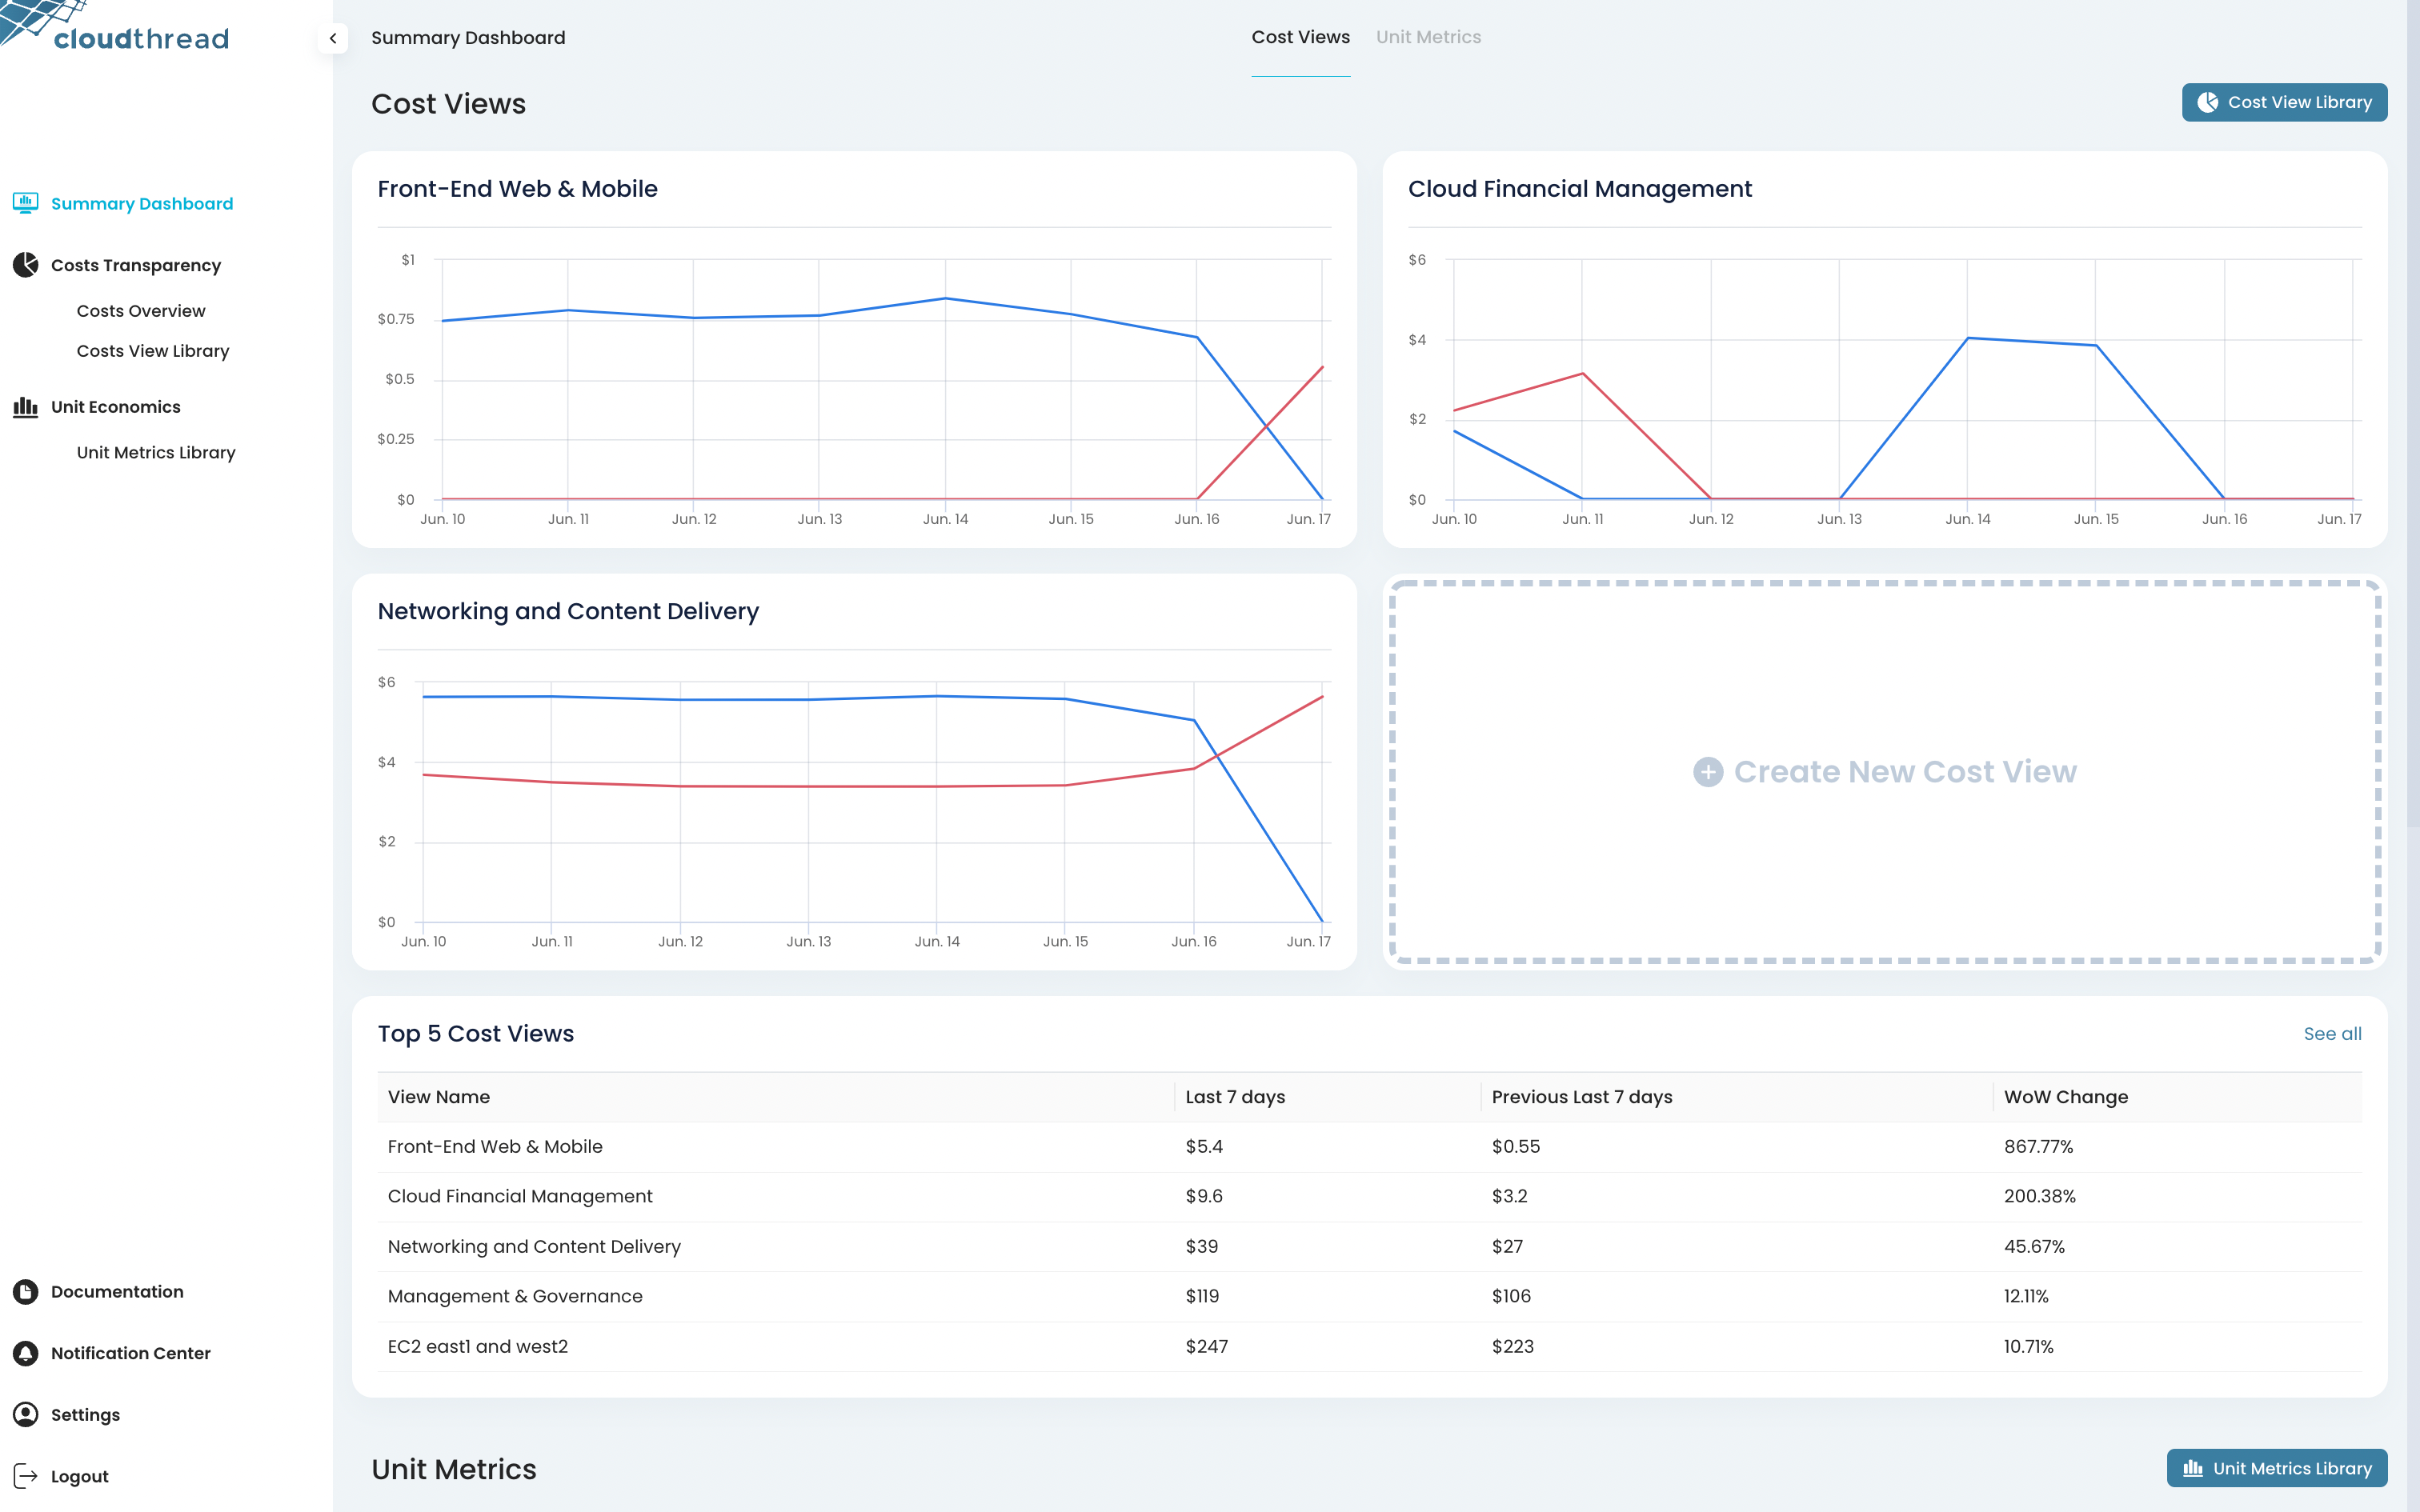 cloudthread
Summary Dashboard
Costs Transparency
Costs Overview
Costs View Library
Unit Economics
Unit Metrics Library
Documentation
Notification Center
Settings
Logout
Summary Dashboard
Cost Views Unit Metrics
Cost Views
Cost View Library
Front-End Web & Mobile
$1
$0.75
$0.5
$0.25
$0
Jun. 10 Jun. 11 Jun. 12 Jun. 13 Jun. 14 Jun. 15 Jun. 16 Jun. 17
Cloud Financial Management
$6
$4
$2
$0
Jun. 10 Jun. 11 Jun. 12 Jun. 13 Jun. 14 Jun. 15 Jun. 16 Jun. 17
Networking and Content Delivery
$6
$4
$2
$0
Jun. 10 Jun. 11 Jun. 12 Jun. 13 Jun. 14 Jun. 15 Jun. 16 Jun. 17
Create New Cost View
Top 5 Cost Views
See all
View Name Last 7 days Previous Last 7 days WoW Change
Front-End Web & Mobile $5.4 $0.55 867.77%
Cloud Financial Management $9.6 $3.2 200.38%
Networking and Content Delivery $39 $27 45.67%
Management & Governance $119 $106 12.11%
EC2 east1 and west2 $247 $223 10.71%
Unit Metrics
Unit Metrics Library